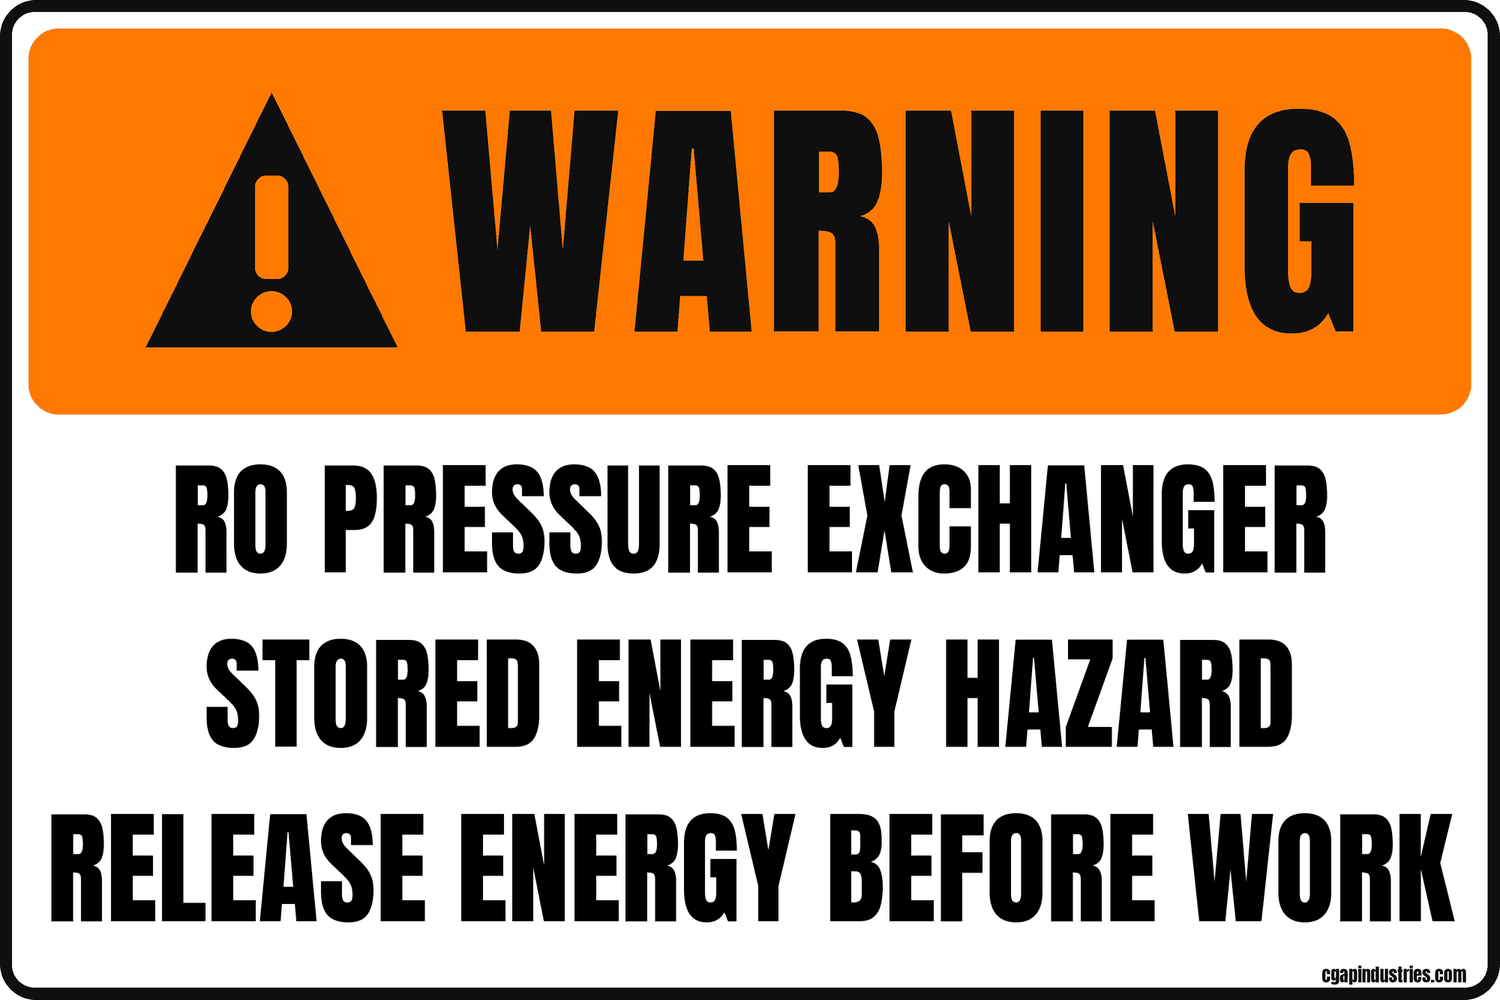 WARNING
RO PRESSURE EXCHANGER
STORED ENERGY HAZARD
RELEASE ENERGY BEFORE WORK
cgapindustries.com